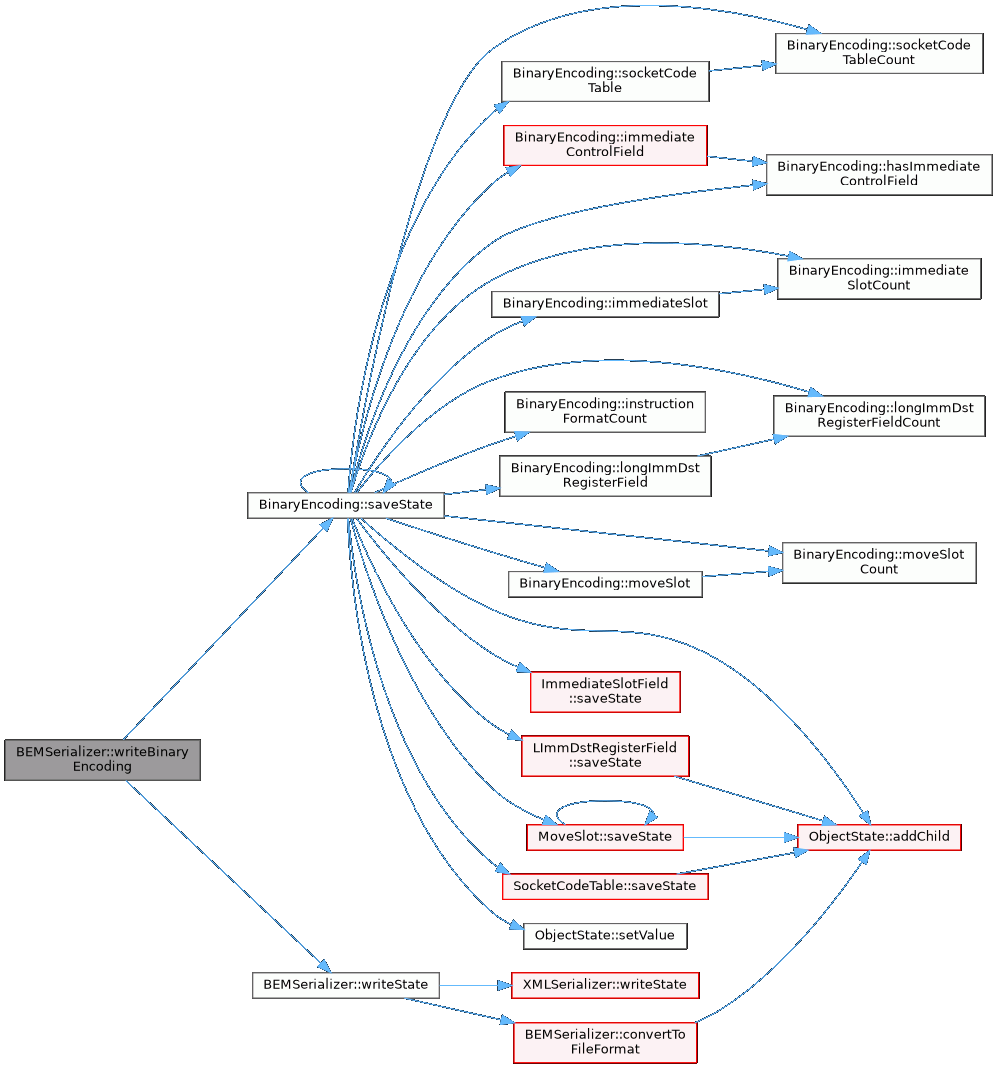 BinaryEncoding::socketCode
TableCount
BinaryEncoding::socketCode
Table
BinaryEncoding::immediate
ControlField
BinaryEncoding::hasImmediate
ControlField
BinaryEncoding::immediate
SlotCount
BinaryEncoding::immediateSlot
BinaryEncoding::instruction
FormatCount
BinaryEncoding::longImmDst
RegisterFieldCount
BinaryEncoding::longImmDst
RegisterField
BinaryEncoding::saveState
BinaryEncoding::moveSlot
Count
BinaryEncoding::moveSlot
ImmediateSlotField
::saveState
BEMSerializer::writeBinary
Encoding
LImmDstRegisterField
::saveState
MoveSlot::saveState
ObjectState::addChild
SocketCodeTable::saveState
ObjectState::setValue
BEMSerializer::writeState
XMLSerializer::writeState
BEMSerializer::convertTo
FileFormat